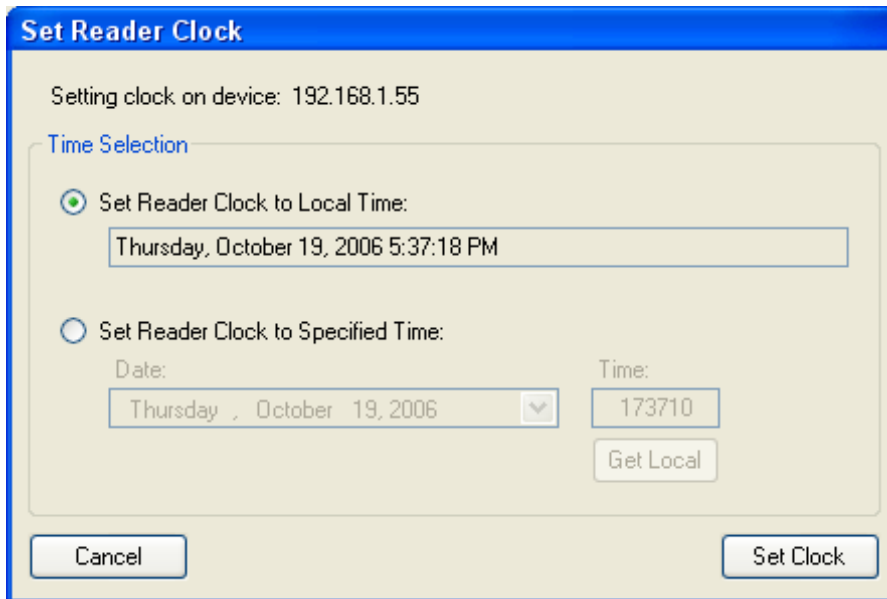 Set Reader Clock
Setting clock on device: 192.168.1.55
Time Selection
Set Reader Clock to Local Time:
Thursday, October 19, 2006 5:37:18 PM
Set Reader Clock to Specified Time:
Date: Time:
Thursday , October 19, 2006 173710
Get Local
Cancel Set Clock